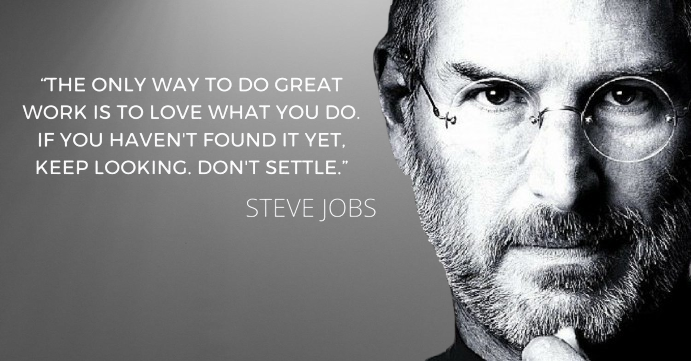 “THE ONLY WAY TO DO GREAT
WORK IS TO LOVE WHAT YOU DO.
IF YOU HAVEN'T FOUND IT YET,
KEEP LOOKING. DON'T SETTLE.”
STEVE JOBS